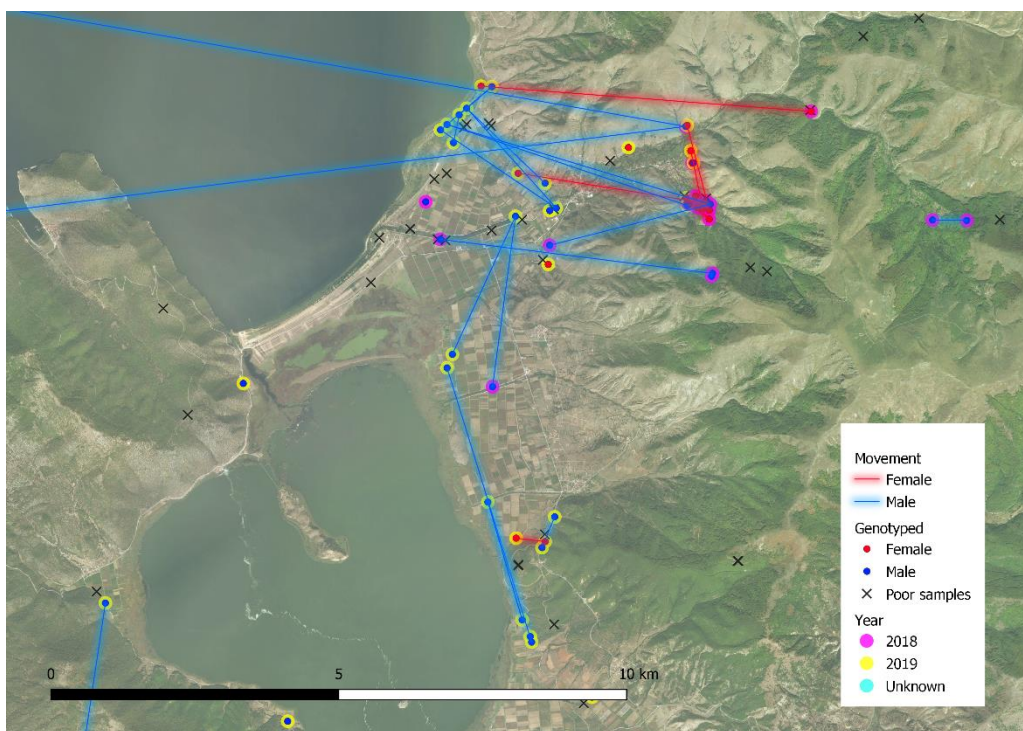 Movement
Female
Male
Genotyped
Female
Male
Poor samples
Year
2018
2019
Unknown
0 5 10 km